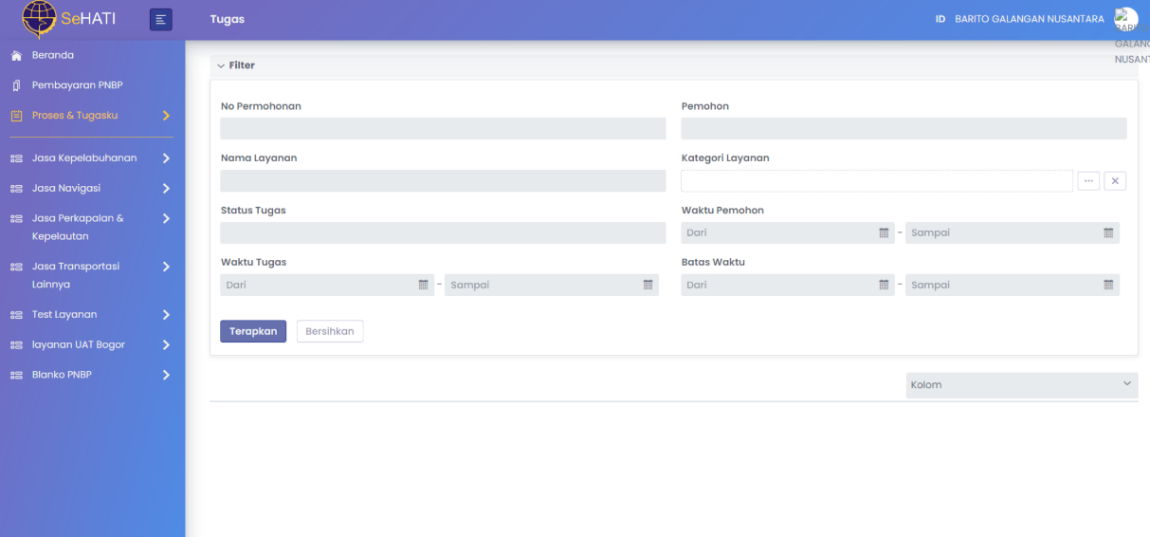 SeHATI
Tugas
ID BARITO GALANGAN NUSANTARA
Beranda
Pembayaran PNBP
Proses & Tugasku
Jasa Kepelabuhanan
Jasa Navigasi
Jasa Perkapalan &
Kepelautan
Jasa Transportasi
Lainnya
Test Layanan
layanan UAT Bogor
Blanko PNBP
Filter
No Permohonan
Pemohon
Nama Layanan
Kategori Layanan
...
Status Tugas
Waktu Pemohon
Dari - Sampai
Waktu Tugas
Batas Waktu
Dari - Sampai
Dari - Sampai
Terapkan
Bersihkan
Kolom